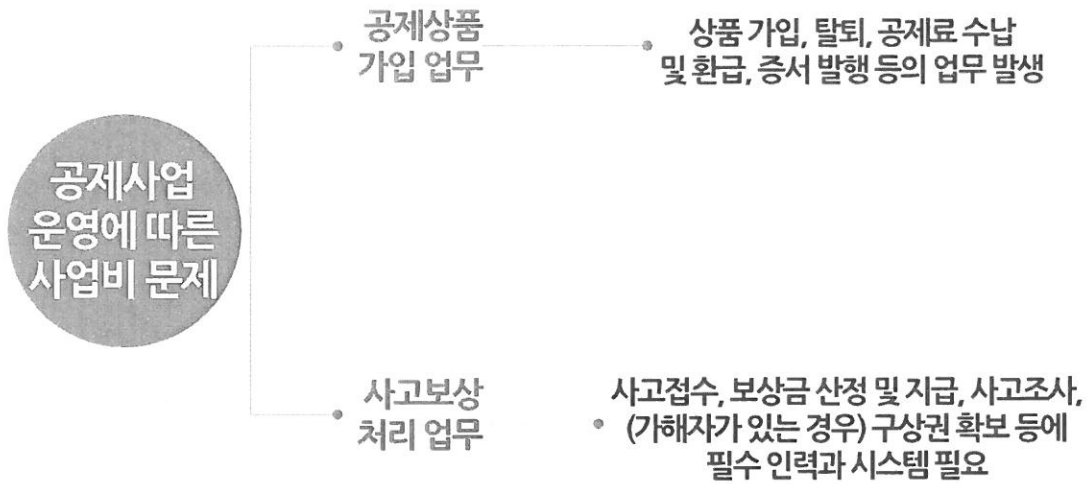 공제사업
운영에 따른
사업비 문제
공제상품
가입 업무
상품 가입, 탈퇴, 공제료 수납
및 환급, 증서 발행 등의 업무 발생
사고보상
처리 업무
사고접수, 보상금 산정 및 지급, 사고조사,
(가해자가 있는 경우) 구상권 확보 등에
필수 인력과 시스템 필요